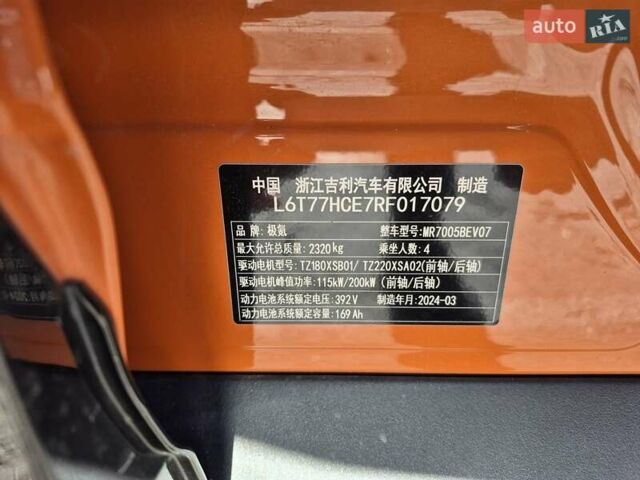 auto RIA .com
中国 浙江吉利汽车有限公司 制造
L6T77HCE7RF017079
品牌:极氪 整车型号:MR7005BEV07
最大允许总质量:2320kg 乘坐人数:4
驱动电机型号:TZ180XSB01/TZ220XSA02(前轴/后轴)
驱动电机峰值功率:115kW/200kW (前轴/后轴)
动力电池系统额定电压:392V 制造年月:2024-03
动力电池系统额定容量:169Ah